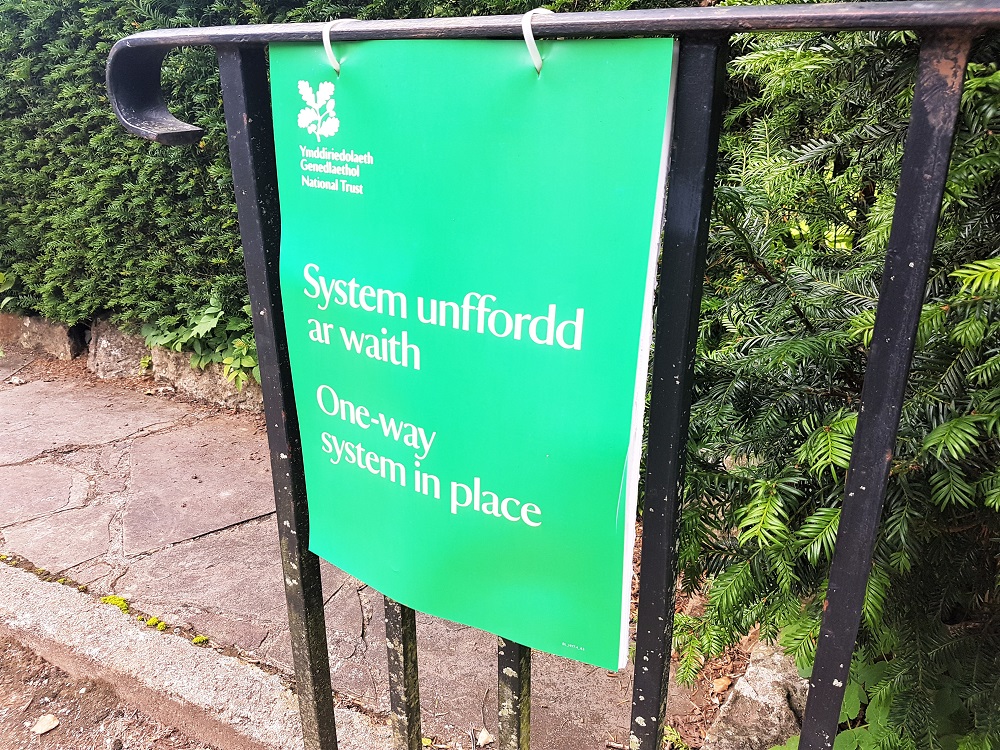 Ymddiriedolaeth
Genedlaethol
National Trust
System unffordd
ar waith
One-way
system in place